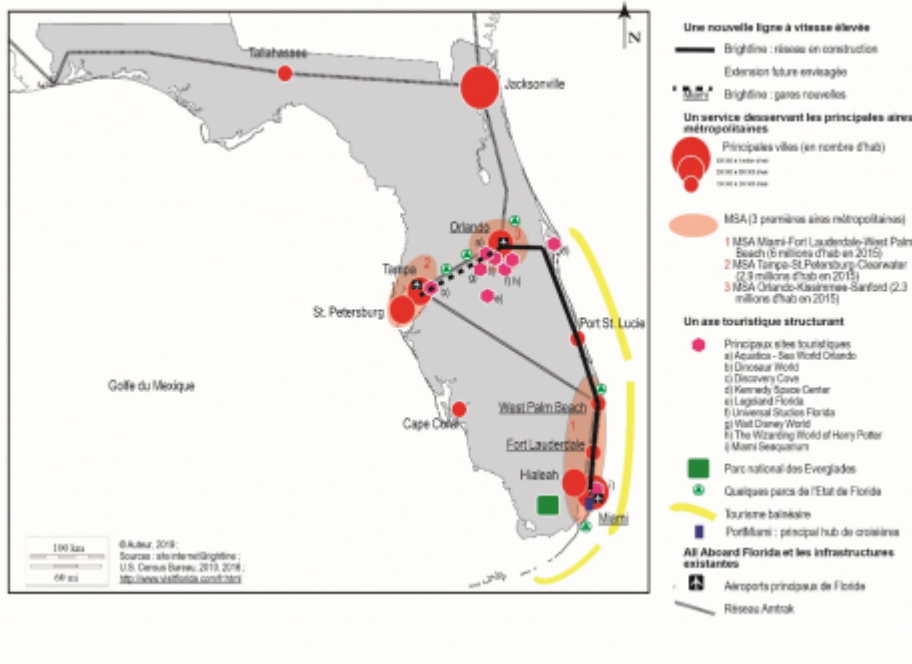 N
Tallahassee
Jacksonville
Orlando
Tampa
St. Petersburg
Port St. Lucie
Golfe du Mexique
West Palm Beach
Cape Coral
Fort Lauderdale
Hialeah
Miami
1
2
3
a)
b)
e)
g)
f) h)
i)
100 km
60 mi
© Auteur, 2019 ;
Sources : site internet Brightline ;
U.S. Census Bureau, 2010, 2016 ;
http://www.visitflorida.com/fr.html
Une nouvelle ligne à vitesse élevée
Brightline : réseau en construction
Extension future envisagée
Miami Brightline : gares nouvelles
Un service desservant les principales aires
métropolitaines
Principales villes (en nombre d'hab)
MSA (3 premières aires métropolitaines)
1 MSA Miami-Fort Lauderdale-West Palm
Beach (6 millions d'hab en 2015)
2 MSA Tampa-St.Petersburg-Clearwater
(2.9 millions d'hab en 2015)
3 MSA Orlando-Kissimmee-Sanford (2.3
millions d'hab en 2015)
Un axe touristique structurant
Principaux sites touristiques
a) Aquatica - Sea World Orlando
b) Dinosaur World
c) Discovery Cove
d) Kennedy Space Center
e) Legoland Florida
f) Universal Studios Florida
g) Walt Disney World
h) The Wizarding World of Harry Potter
i) Miami Seaquarium
Parc national des Everglades
Quelques parcs de l'Etat de Floride
Tourisme balnéaire
PortMiami : principal hub de croisières
All Aboard Florida et les infrastructures
existantes
Aéroports principaux de Floride
Réseau Amtrak